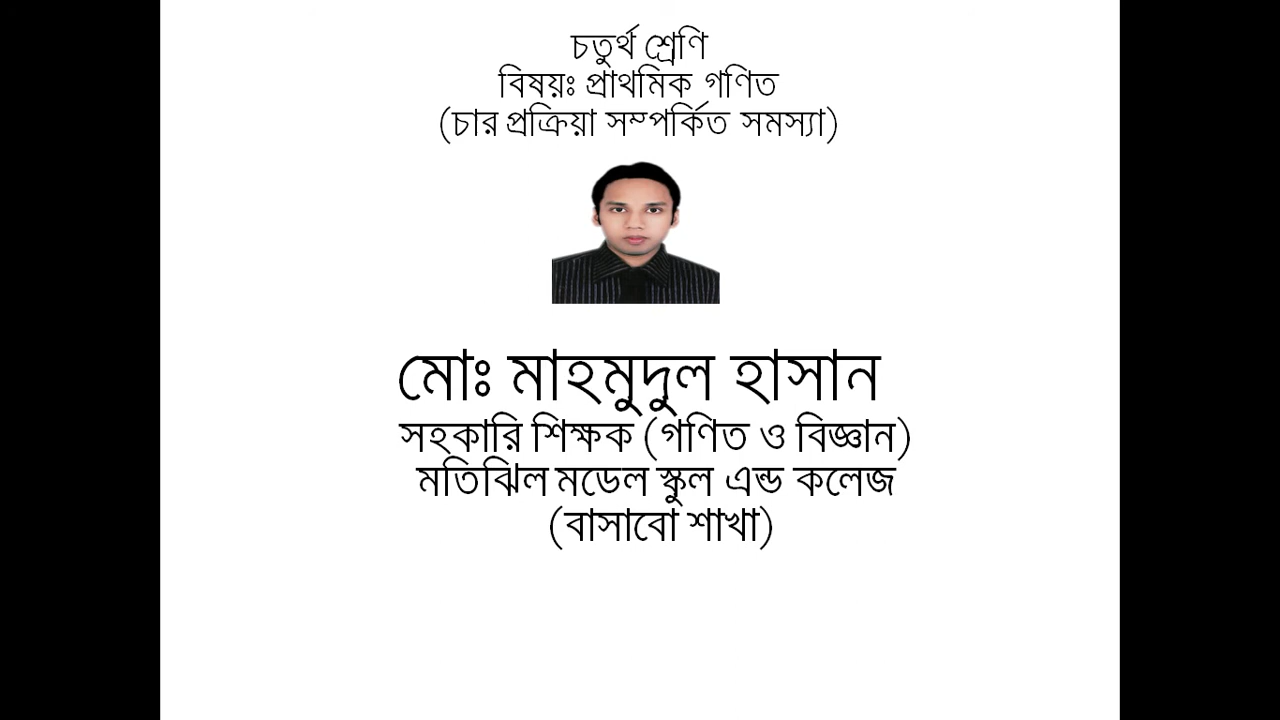 চতুর্থ শ্রেণি
বিষয়ঃ প্রাথমিক গণিত
(চার প্রক্রিয়া সম্পর্কিত সমস্যা)
মোঃ মাহমুদুল হাসান
সহকারি শিক্ষক (গণিত ও বিজ্ঞান)
মতিঝিল মডেল স্কুল এন্ড কলেজ
(বাসাবো শাখা)